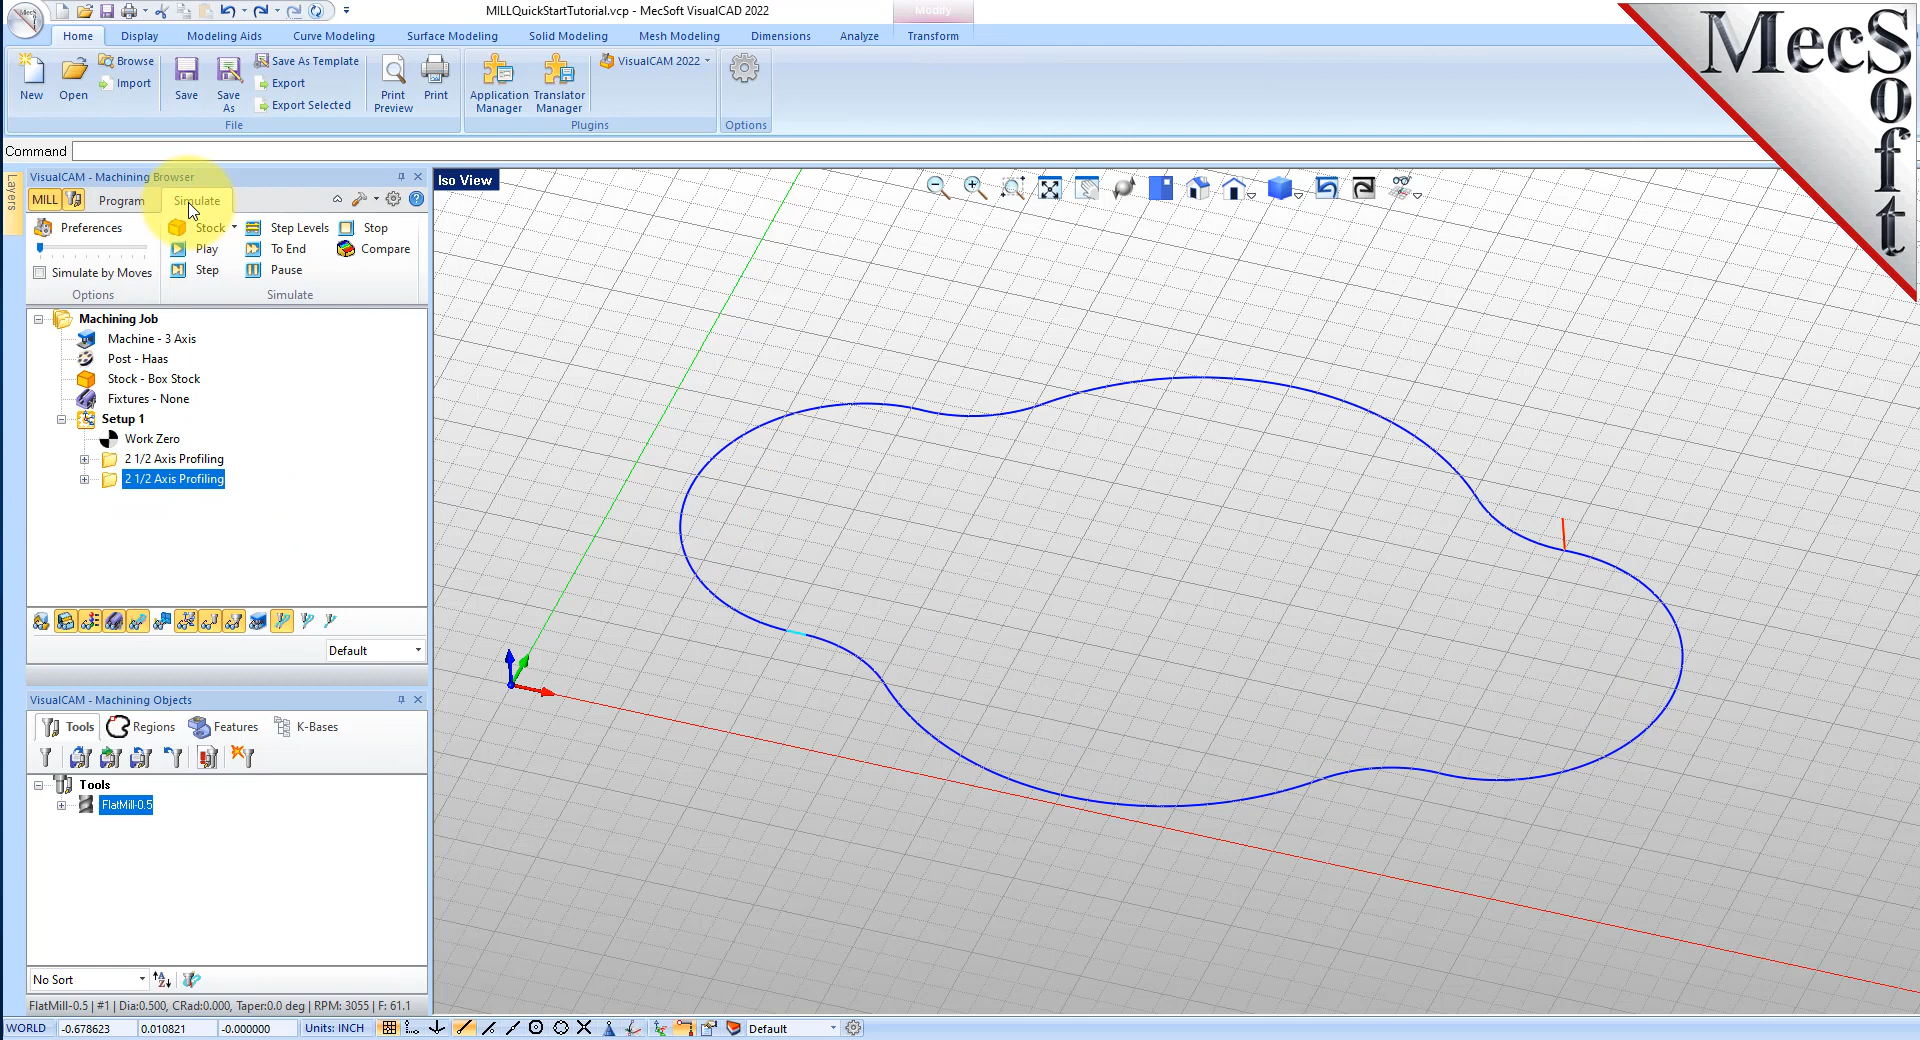 MILLQuickStartTutorial.vcp - MecSoft VisualCAD 2022
Modify
Home Display Modeling Aids Curve Modeling Surface Modeling Solid Modeling Mesh Modeling Dimensions Analyze Transform
New
Open
Browse
Import
Save
Save As
Save As Template
Export
Export Selected
Print Preview
Print
Application Manager
Translator Manager
VisualCAM 2022
File
Plugins
Options
MecSoft
Command
Layers
VisualCAM - Machining Browser
MILL Program Simulate
Preferences Stock Step Levels Stop
Play To End Compare
Simulate by Moves Step Pause
Options Simulate
Machining Job
Machine - 3 Axis
Post - Haas
Stock - Box Stock
Fixtures - None
Setup 1
Work Zero
2 1/2 Axis Profiling
2 1/2 Axis Profiling
Default
Iso View
VisualCAM - Machining Objects
Tools Regions Features K-Bases
Tools
FlatMill-0.5
No Sort
FlatMill-0.5 | #1 | Dia:0.500, CRad:0.000, Taper:0.0 deg | RPM: 3055 | F: 61.1
WORLD -0.678623 0.010821 -0.000000 Units: INCH Default